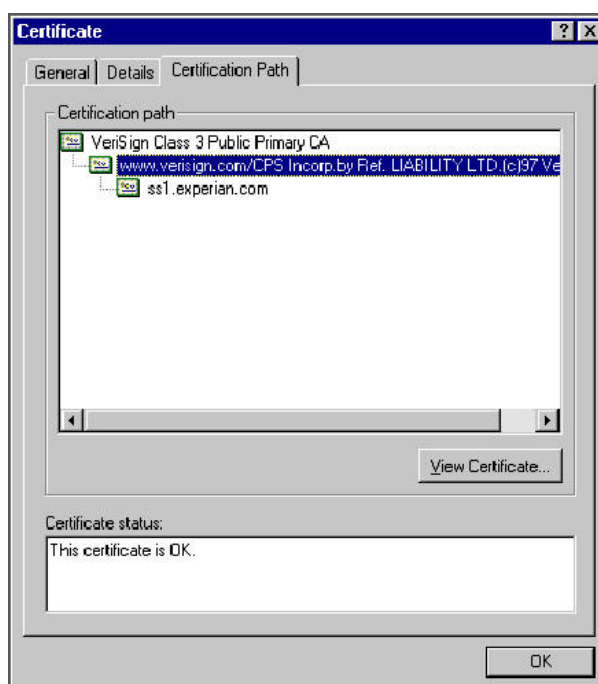 Certificate
General Details Certification Path
Certification path
VeriSign Class 3 Public Primary CA
www.verisign.com/CPS Incorp.by Ref. LIABILITY LTD.(c)97 Ve
ss1.experian.com
View Certificate...
Certificate status:
This certificate is OK.
OK